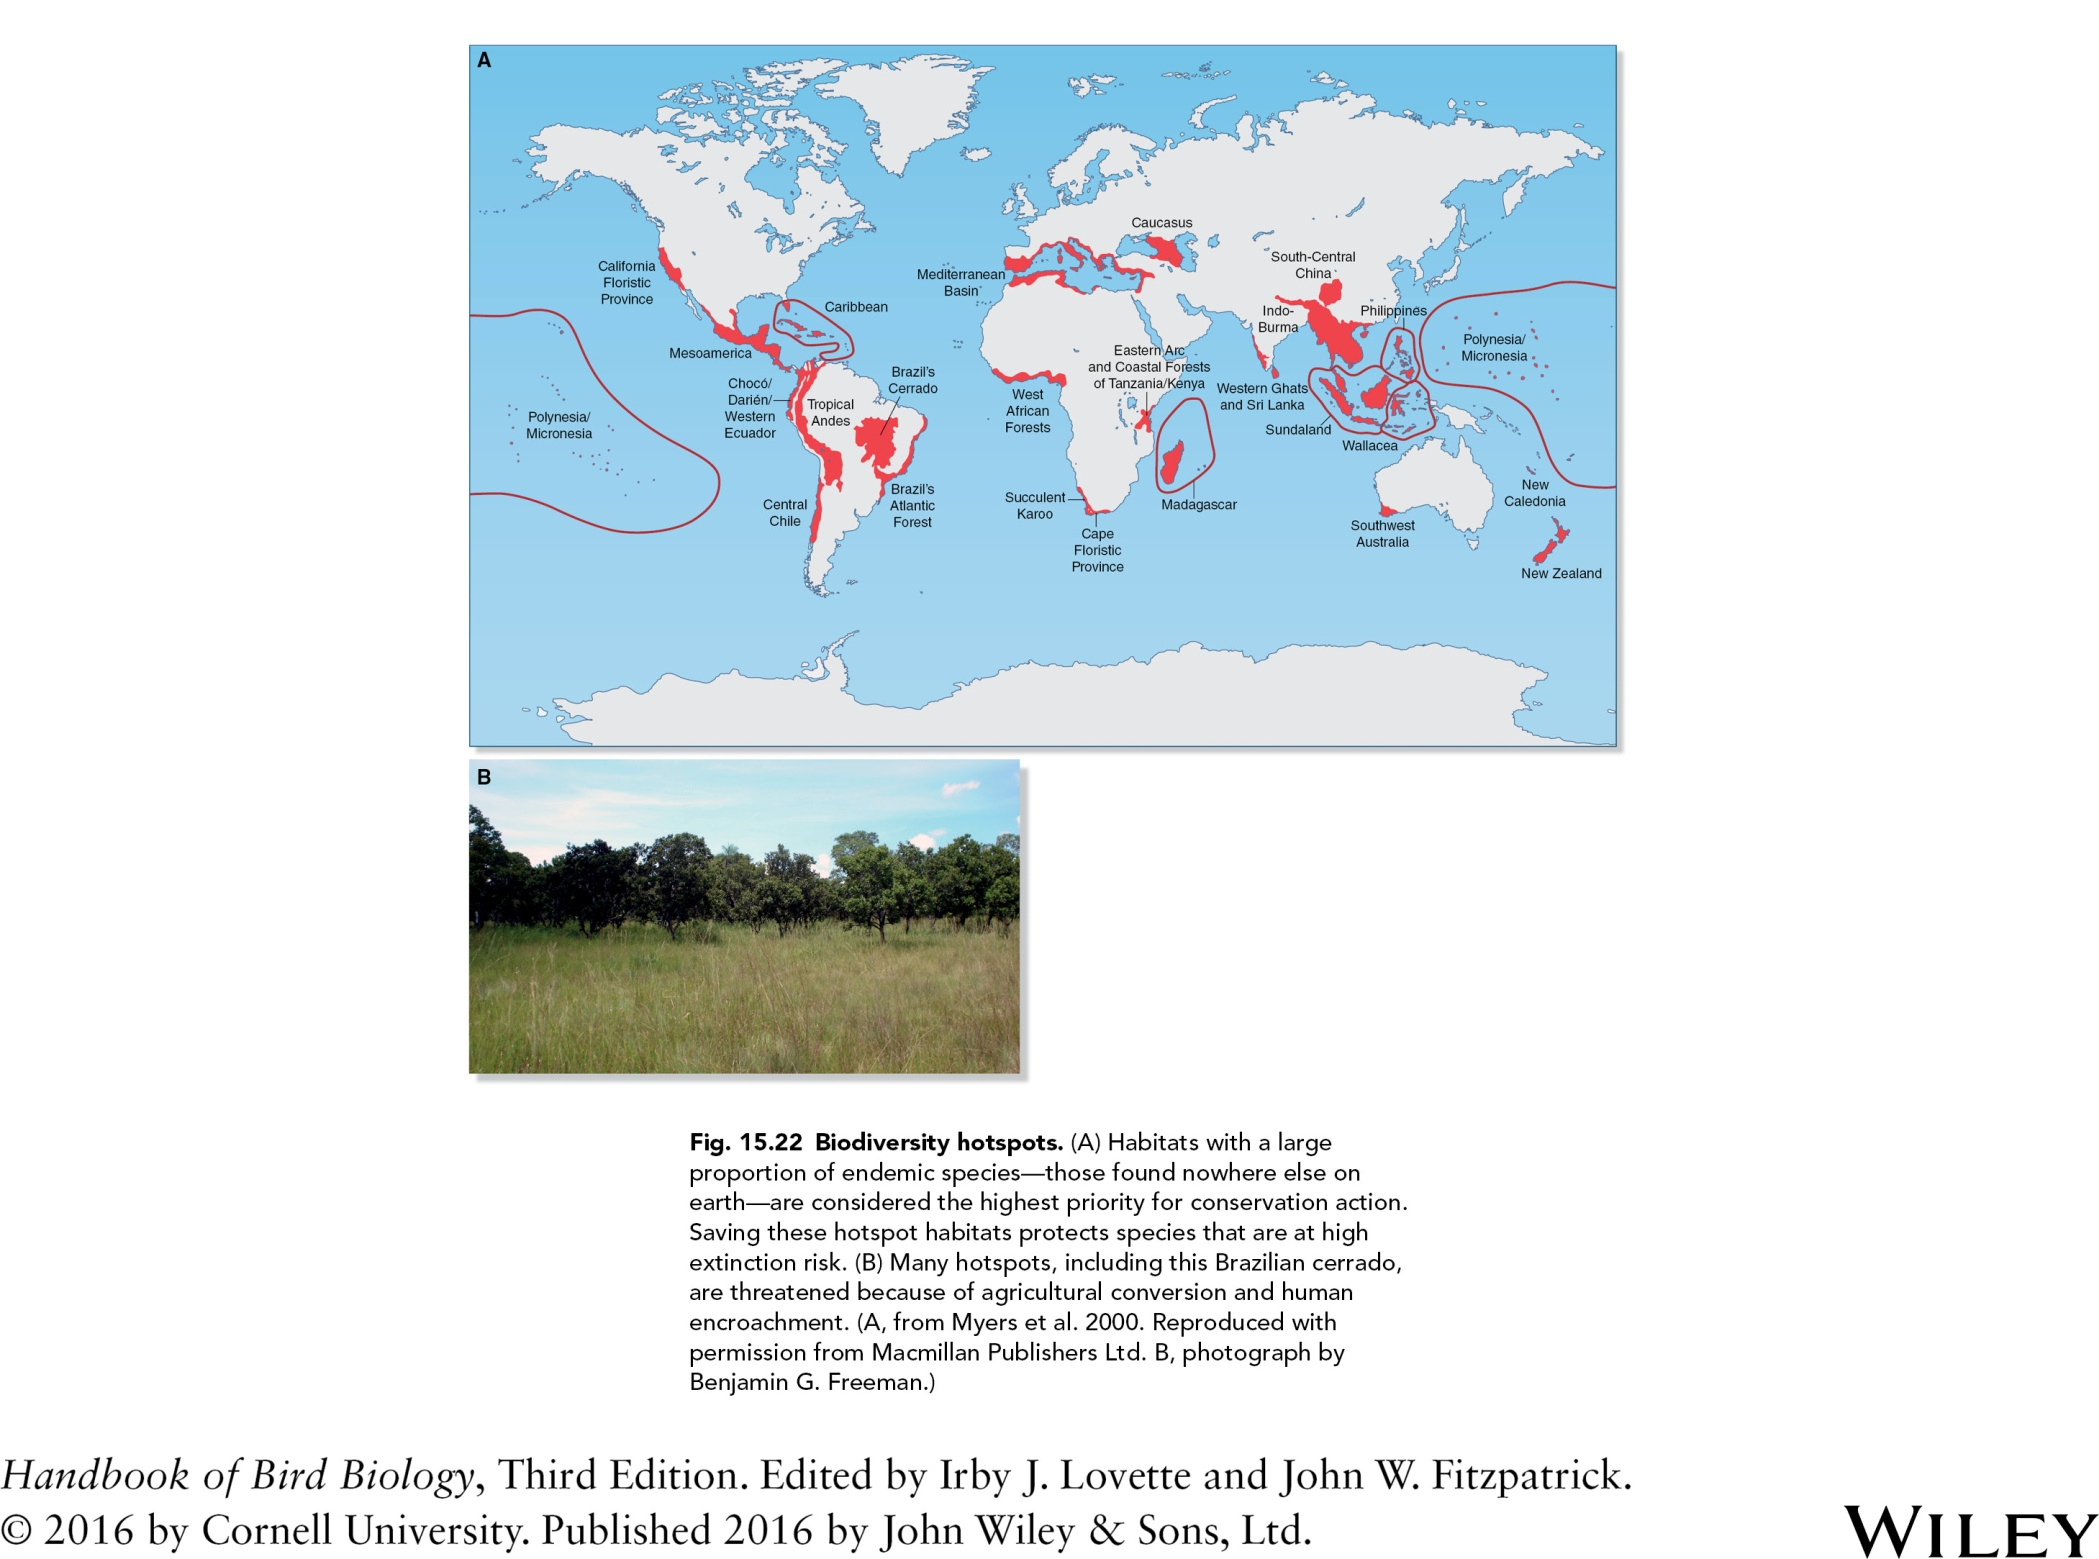 A
Caucasus
South-Central
China
California
Floristic
Province
Mediterranean
Basin
Caribbean
Indo-
Burma
Philippines
Polynesia/
Micronesia
Mesoamerica
Eastern Arc
and Coastal Forests
of Tanzania/Kenya
Brazil's
Cerrado
Chocó/
Darién/
Western
Ecuador
Tropical
Andes
West
African
Forests
Western Ghats
and Sri Lanka
Sundaland
Wallacea
Polynesia/
Micronesia
Central
Chile
Brazil's
Atlantic
Forest
Succulent
Karoo
Cape
Floristic
Province
Madagascar
New
Caledonia
Southwest
Australia
New Zealand
B
Fig. 15.22 Biodiversity hotspots. (A) Habitats with a large
proportion of endemic species—those found nowhere else on
earth—are considered the highest priority for conservation action.
Saving these hotspot habitats protects species that are at high
extinction risk. (B) Many hotspots, including this Brazilian cerrado,
are threatened because of agricultural conversion and human
encroachment. (A, from Myers et al. 2000. Reproduced with
permission from Macmillan Publishers Ltd. B, photograph by
Benjamin G. Freeman.)
Handbook of Bird Biology, Third Edition. Edited by Irby J. Lovette and John W. Fitzpatrick.
© 2016 by Cornell University. Published 2016 by John Wiley & Sons, Ltd.
WILEY